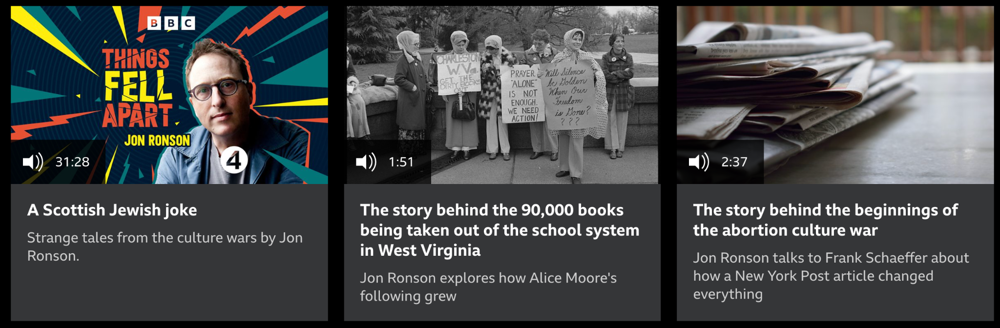 BBC
THINGS
FELL
APART
JON RONSON
4
31:28
A Scottish Jewish joke
Strange tales from the culture wars by Jon
Ronson.
CHARLESTON
W.Va.
GET THE
DIRTY BOOKS
OUT
PRAYER
"ALONE"
IS NOT
ENOUGH.
WE NEED
ACTION!
Will Silence
be Golden
When Our
Freedom
is Gone?
? ? ?
1:51
The story behind the 90,000 books
being taken out of the school system
in West Virginia
Jon Ronson explores how Alice Moore's
following grew
2:37
The story behind the beginnings of
the abortion culture war
Jon Ronson talks to Frank Schaeffer about
how a New York Post article changed
everything